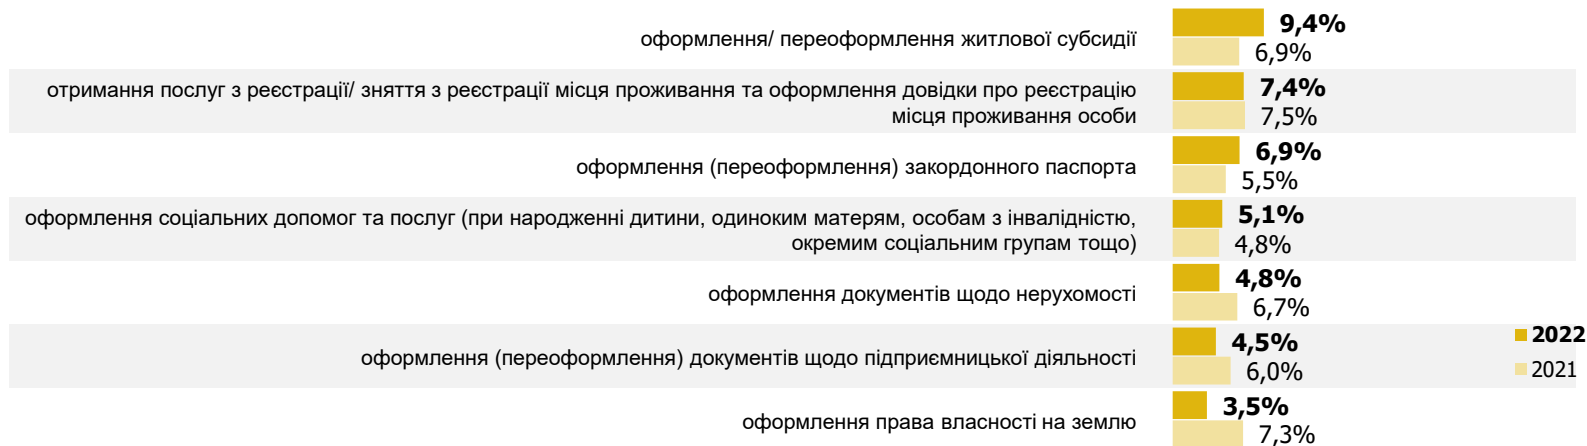 оформлення/ переоформлення житлової субсидії
9,4%
6,9%
отримання послуг з реєстрації/ зняття з реєстрації місця проживання та оформлення довідки про реєстрацію
місця проживання особи
7,4%
7,5%
оформлення (переоформлення) закордонного паспорта
6,9%
5,5%
оформлення соціальних допомог та послуг (при народженні дитини, одиноким матерям, особам з інвалідністю,
окремим соціальним групам тощо)
5,1%
4,8%
оформлення документів щодо нерухомості
4,8%
6,7%
оформлення (переоформлення) документів щодо підприємницької діяльності
4,5%
6,0%
оформлення права власності на землю
3,5%
7,3%
2022
2021